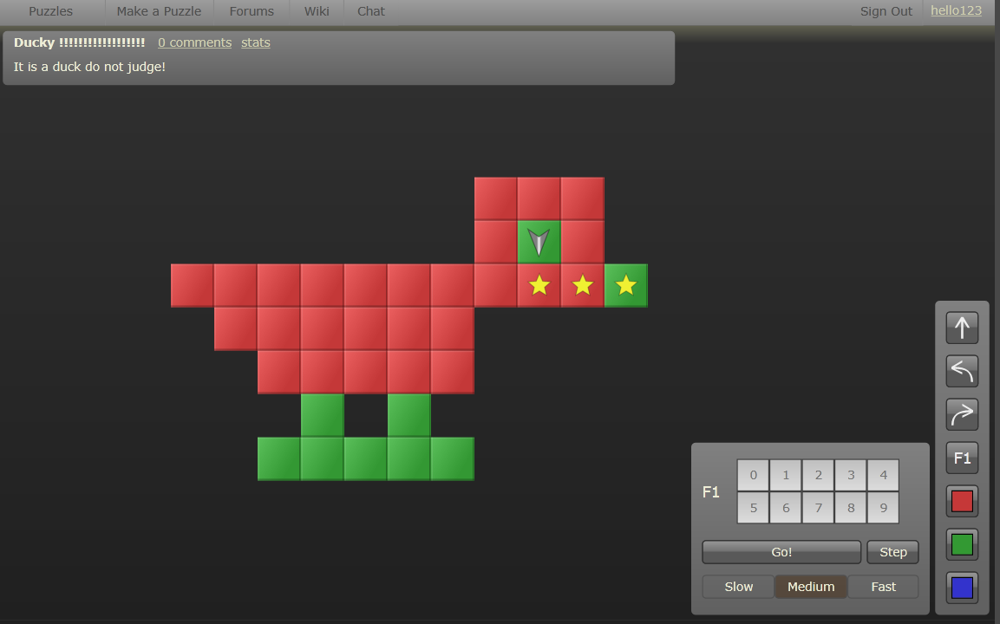 Puzzles Make a Puzzle Forums Wiki Chat Sign Out hello123
Ducky !!!!!!!!!!!!!!!!!! 0 comments stats
It is a duck do not judge!
F1
F1
0 1 2 3 4
5 6 7 8 9
Go! Step
Slow Medium Fast